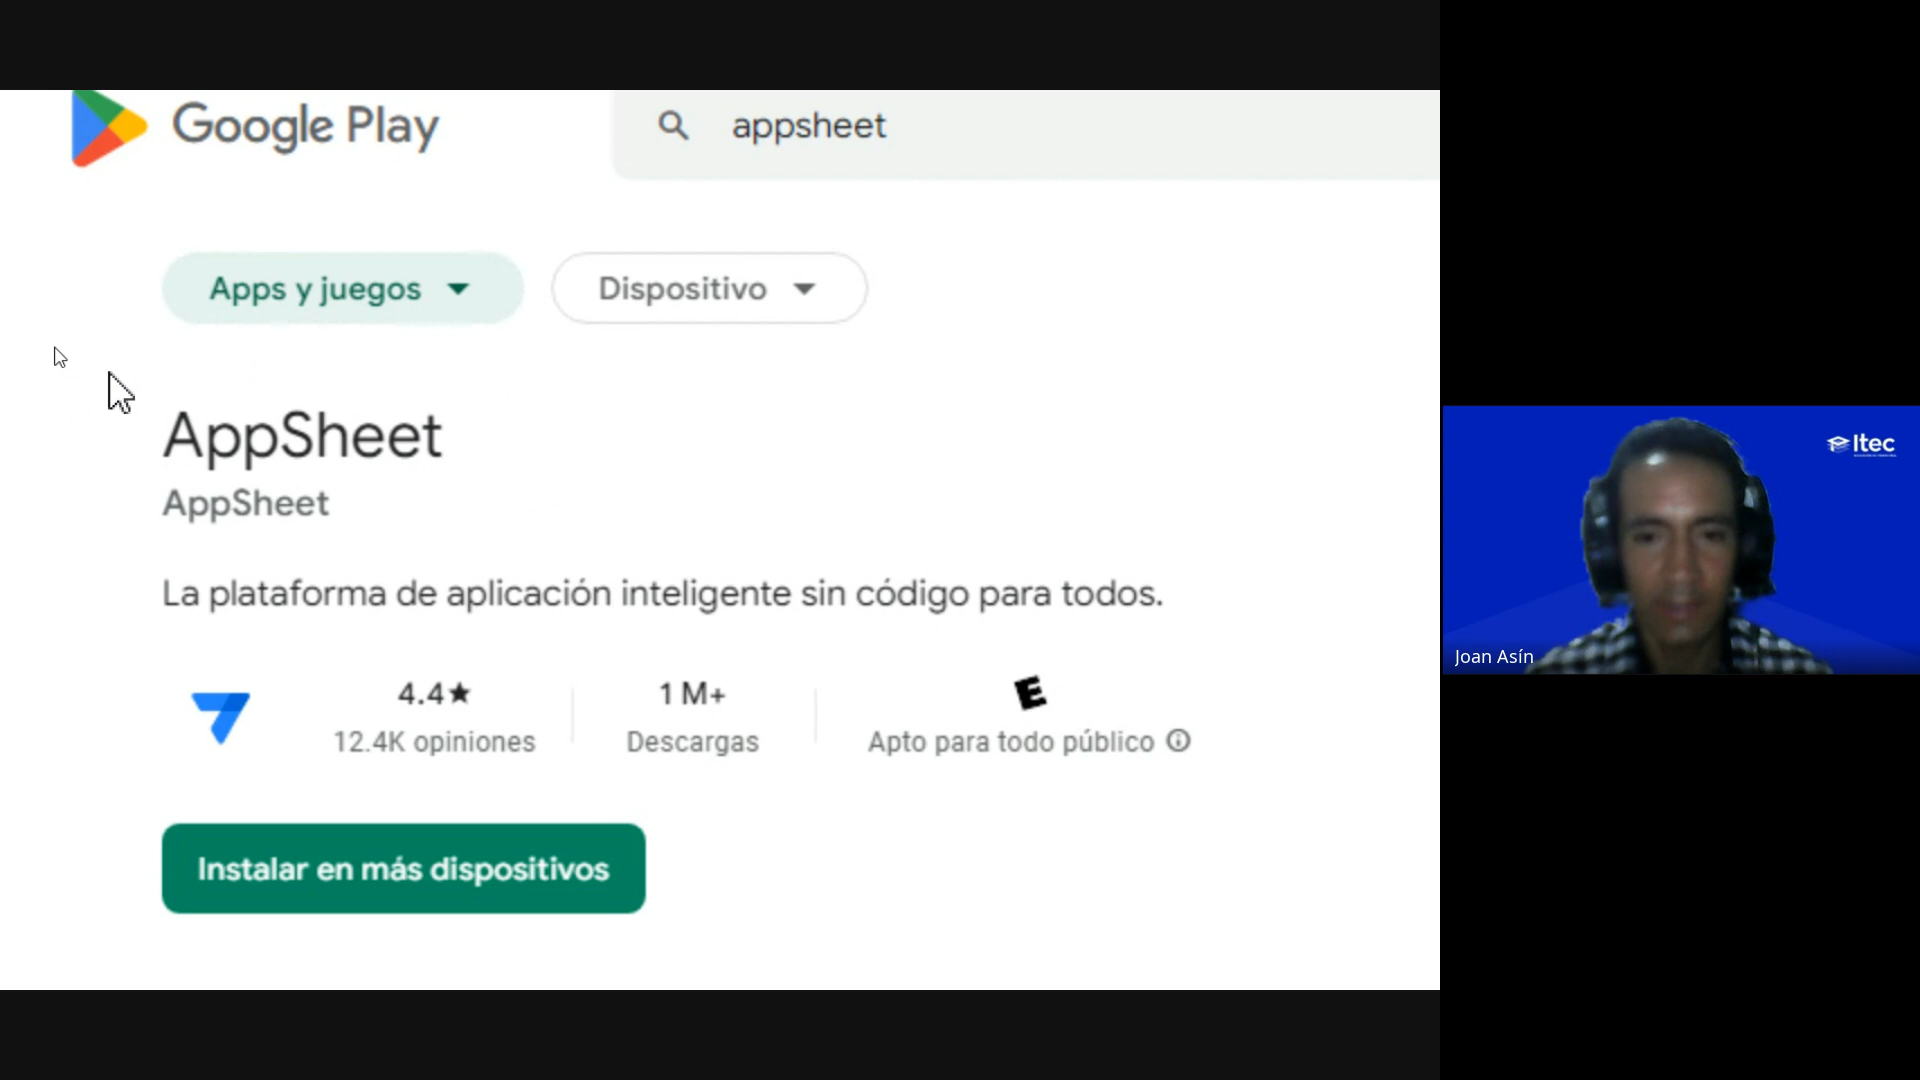 Google Play
appsheet
Apps y juegos
Dispositivo
AppSheet
AppSheet
La plataforma de aplicación inteligente sin código para todos.
4.4★
12.4K opiniones
1 M+
Descargas
E
Apto para todo público
Instalar en más dispositivos
Itec
Joan Asín